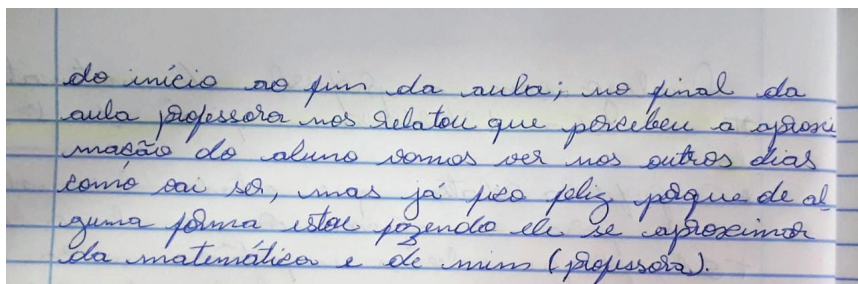 do início ao fim da aula; no final da
aula professora nos relatou que percebeu a aproxi
mação do aluno vamos ver nos outros dias
como vai ser, mas já fico feliz porque de al
guma forma estou fazendo ele se aproximar
da matemática e de mim (professora).